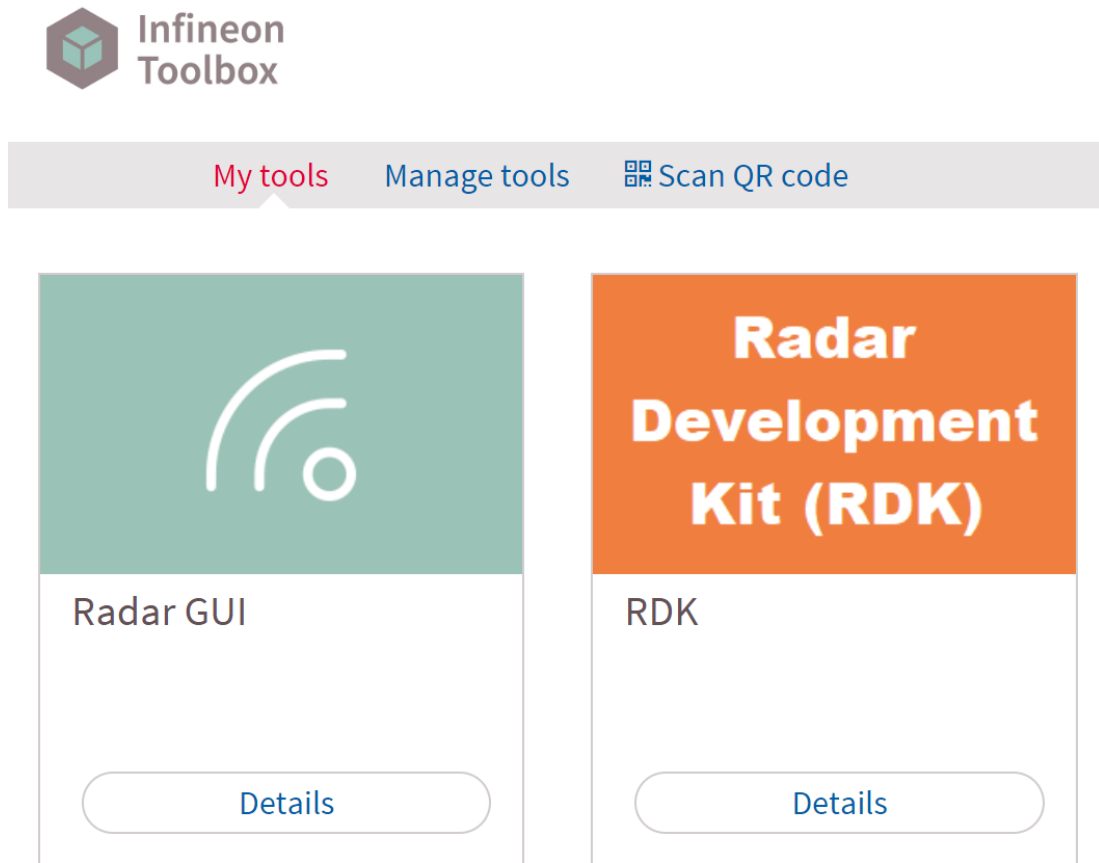 Infineon
Toolbox
My tools Manage tools Scan QR code
Radar
Development
Kit (RDK)
Radar GUI
RDK
Details
Details